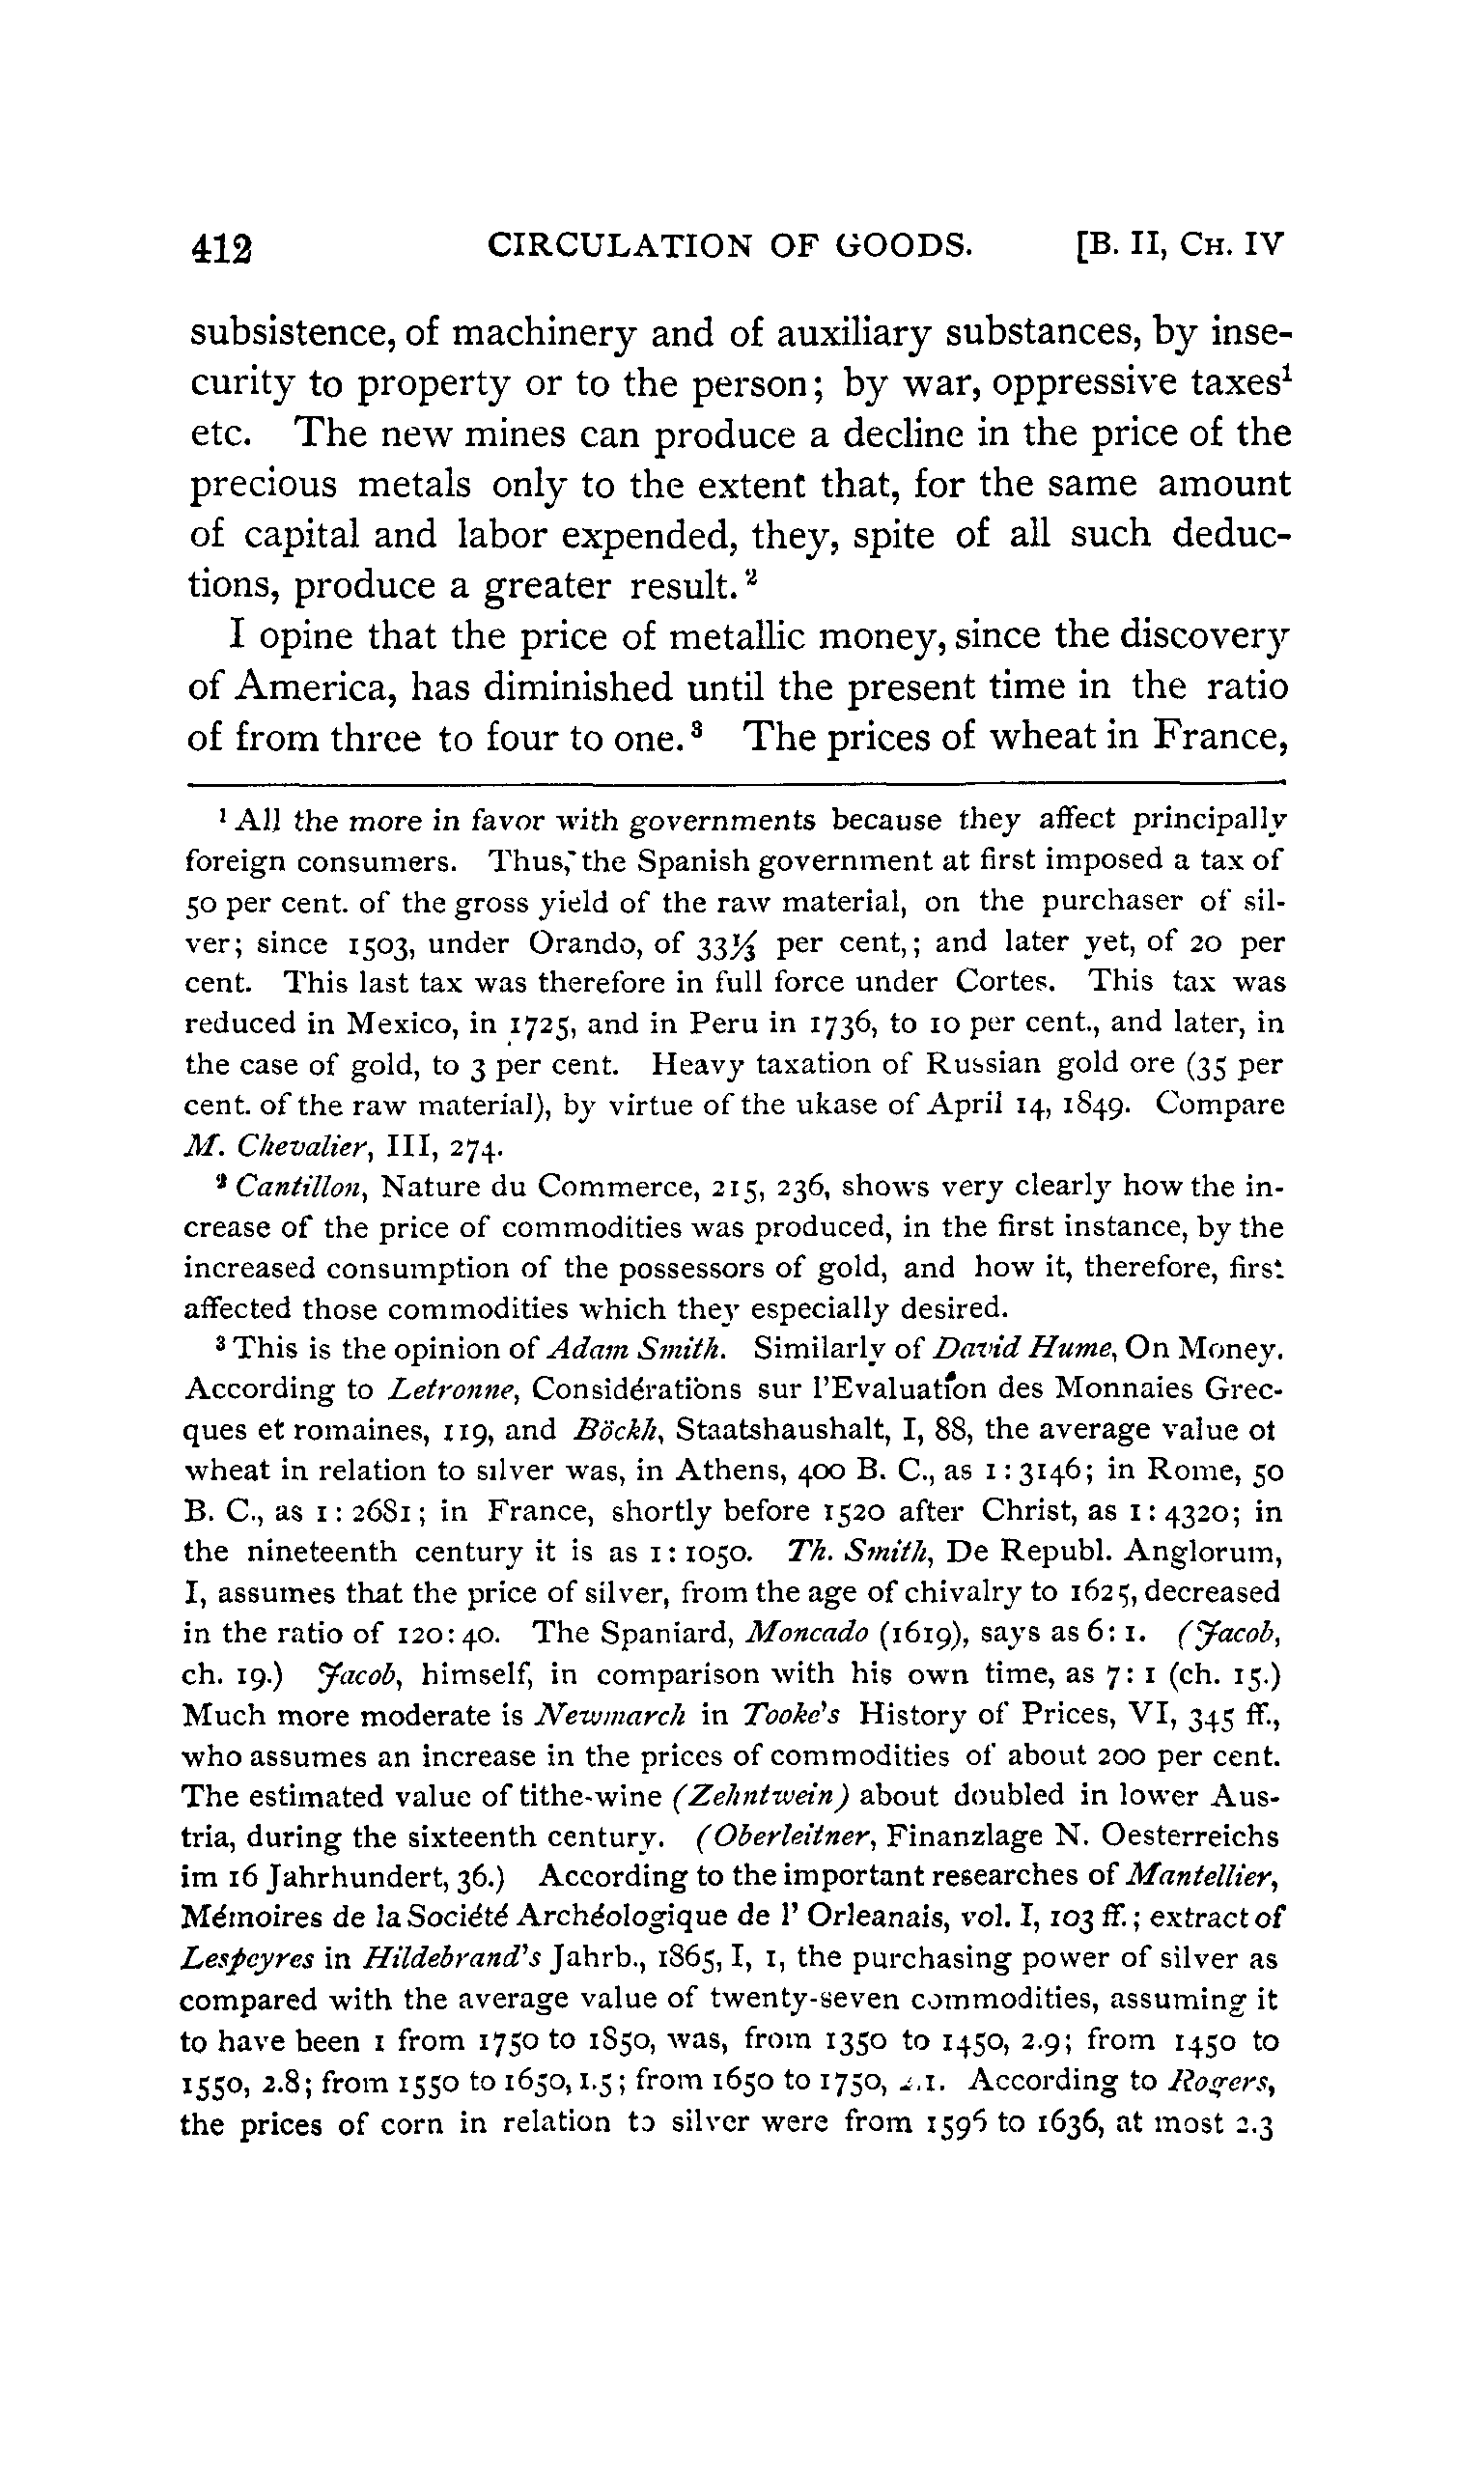 412 CIRCULATION OF GOODS. [B. II, CH. IV
subsistence, of machinery and of auxiliary substances, by inse-
curity to property or to the person; by war, oppressive taxes¹
etc. The new mines can produce a decline in the price of the
precious metals only to the extent that, for the same amount
of capital and labor expended, they, spite of all such deduc-
tions, produce a greater result.²
I opine that the price of metallic money, since the discovery
of America, has diminished until the present time in the ratio
of from three to four to one.³ The prices of wheat in France,
¹ All the more in favor with governments because they affect principally
foreign consumers. Thus, the Spanish government at first imposed a tax of
50 per cent. of the gross yield of the raw material, on the purchaser of sil-
ver; since 1503, under Orando, of 33⅓ per cent,; and later yet, of 20 per
cent. This last tax was therefore in full force under Cortes. This tax was
reduced in Mexico, in 1725, and in Peru in 1736, to 10 per cent., and later, in
the case of gold, to 3 per cent. Heavy taxation of Russian gold ore (35 per
cent. of the raw material), by virtue of the ukase of April 14, 1849. Compare
M. Chevalier, III, 274.
² Cantillon, Nature du Commerce, 215, 236, shows very clearly how the in-
crease of the price of commodities was produced, in the first instance, by the
increased consumption of the possessors of gold, and how it, therefore, first
affected those commodities which they especially desired.
³ This is the opinion of Adam Smith. Similarly of David Hume, On Money.
According to Letronne, Considérations sur l'Evaluation des Monnaies Grec-
ques et romaines, 119, and Böckh, Staatshaushalt, I, 88, the average value of
wheat in relation to silver was, in Athens, 400 B. C., as 1:3146; in Rome, 50
B. C., as 1: 2681; in France, shortly before 1520 after Christ, as 1:4320; in
the nineteenth century it is as 1:1050. Th. Smith, De Republ. Anglorum,
I, assumes that the price of silver, from the age of chivalry to 1625, decreased
in the ratio of 120:40. The Spaniard, Moncado (1619), says as 6:1. (Jacob,
ch. 19.) Jacob, himself, in comparison with his own time, as 7:1 (ch. 15.)
Much more moderate is Newmarch in Tooke's History of Prices, VI, 345 ff.,
who assumes an increase in the prices of commodities of about 200 per cent.
The estimated value of tithe-wine (Zehntwein) about doubled in lower Aus-
tria, during the sixteenth century. (Oberleitner, Finanzlage N. Oesterreichs
im 16 Jahrhundert, 36.) According to the important researches of Mantellier,
Mémoires de la Société Archéologique de l' Orleanais, vol. I, 103 ff.; extract of
Lespeyres in Hildebrand's Jahrb., 1865, I, 1, the purchasing power of silver as
compared with the average value of twenty-seven commodities, assuming it
to have been 1 from 1750 to 1850, was, from 1350 to 1450, 2.9; from 1450 to
1550, 2.8; from 1550 to 1650, 1.5; from 1650 to 1750, According to Rogers,
the prices of corn in relation to silver were from 1596 to 1636, at most 2.3